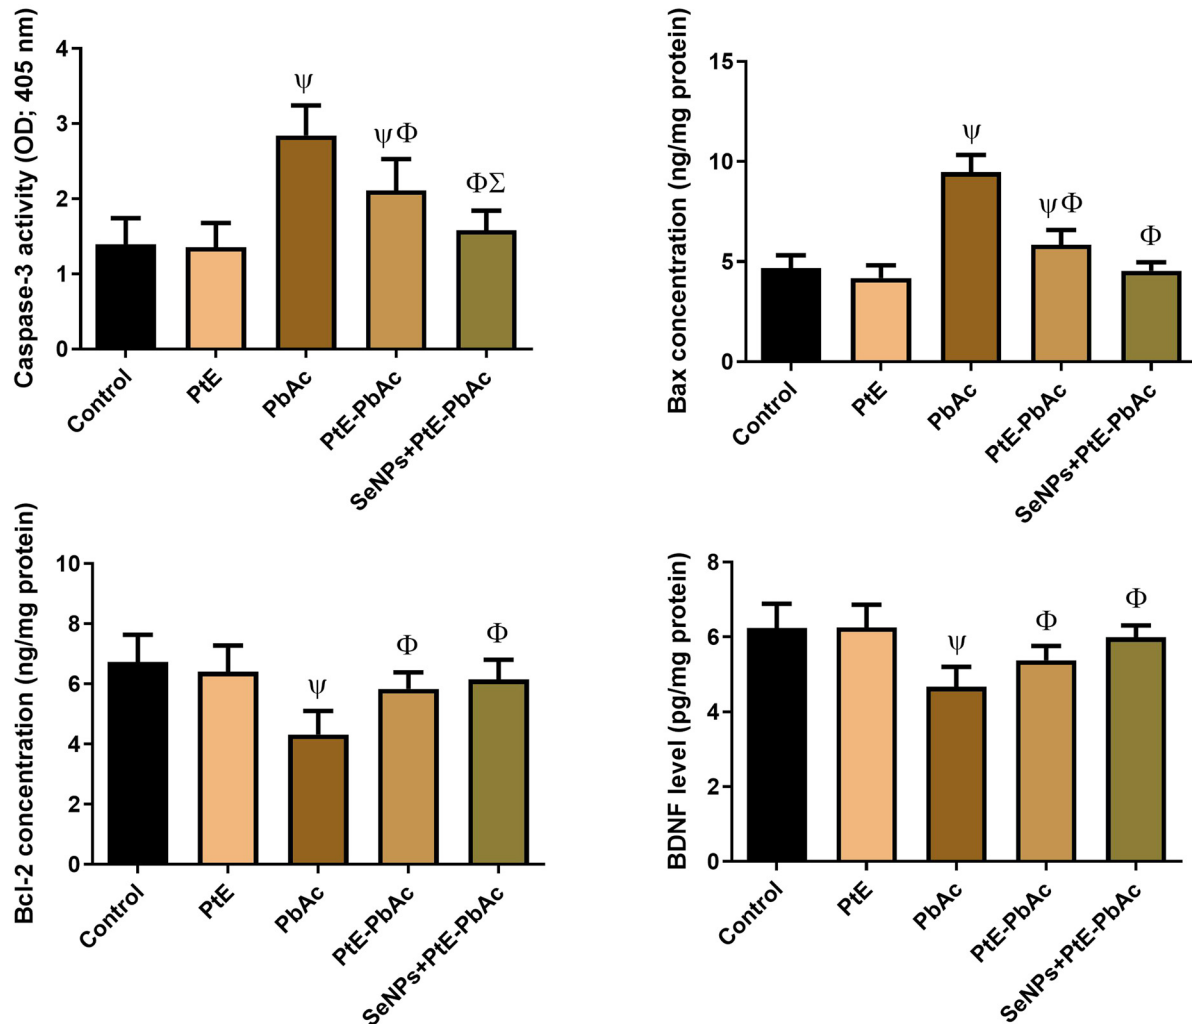 Caspase-3 activity (OD; 405 nm)
4
3
2
1
0
ψ
ψΦ
ΦΣ
Control
PtE
PbAc
PtE-PbAc
SeNPs+PtE-PbAc
Bax concentration (ng/mg protein)
15
10
5
0
ψ
ψΦ
Φ
Control
PtE
PbAc
PtE-PbAc
SeNPs+PtE-PbAc
Bcl-2 concentration (ng/mg protein)
10
8
6
4
2
0
ψ
Φ
Φ
Control
PtE
PbAc
PtE-PbAc
SeNPs+PtE-PbAc
BDNF level (pg/mg protein)
8
6
4
2
0
ψ
Φ
Φ
Control
PtE
PbAc
PtE-PbAc
SeNPs+PtE-PbAc